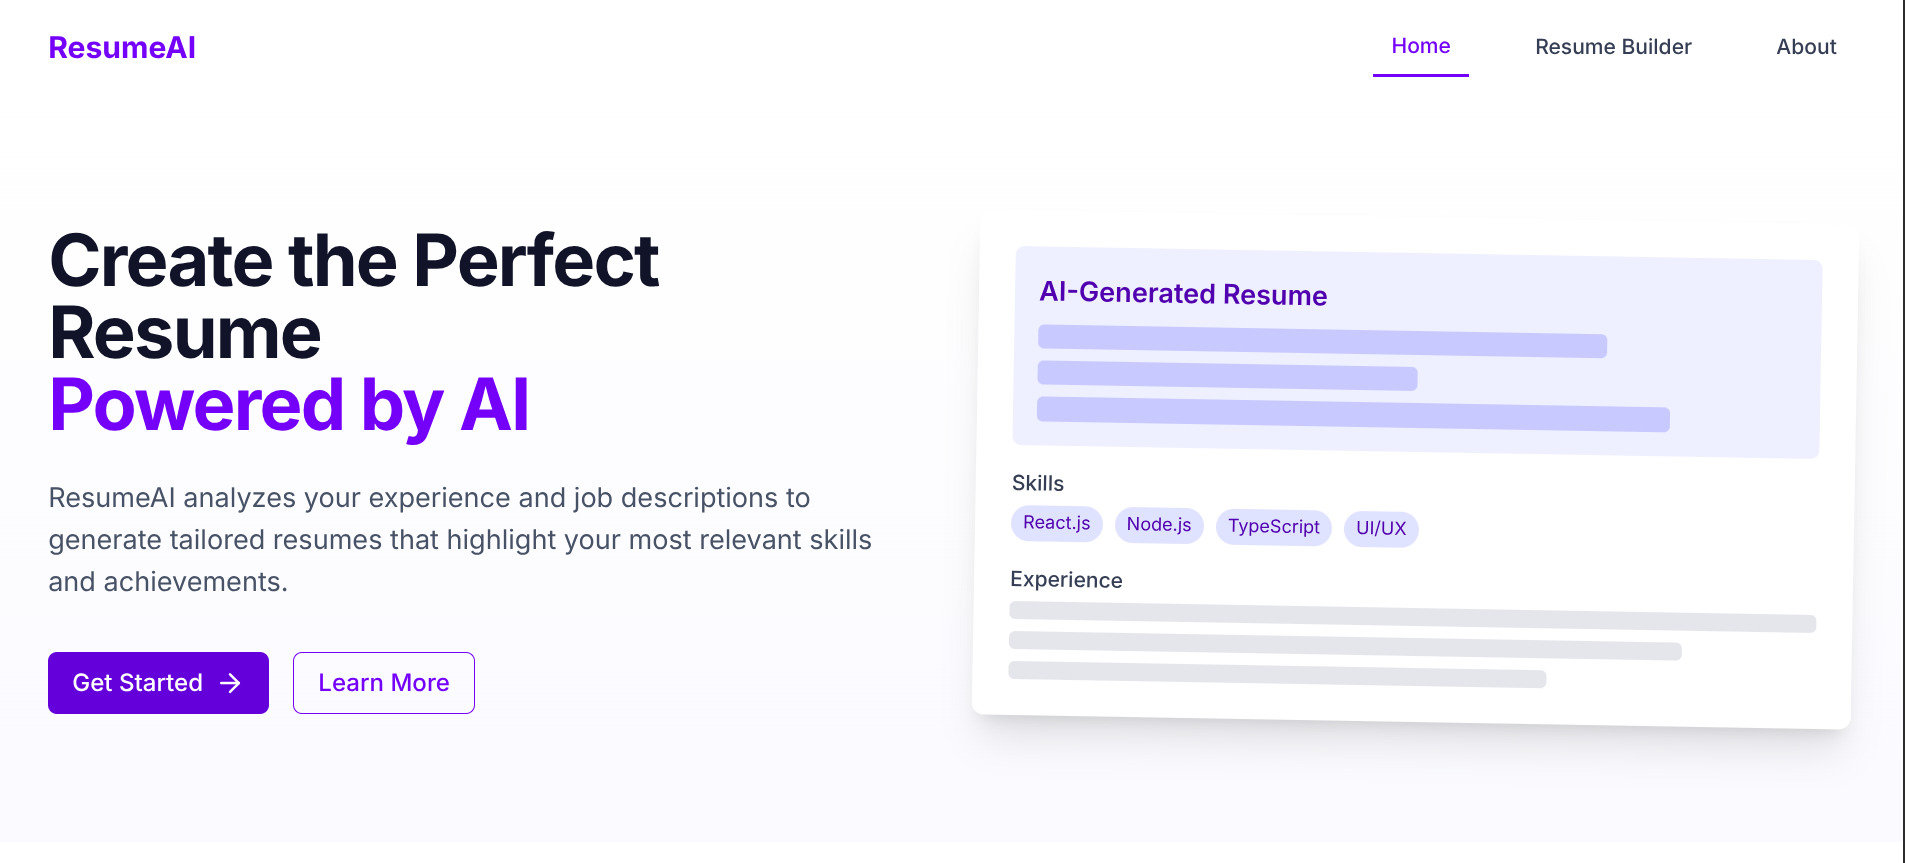 ResumeAI
Home
Resume Builder
About
Create the Perfect
Resume
Powered by AI
ResumeAI analyzes your experience and job descriptions to
generate tailored resumes that highlight your most relevant skills
and achievements.
Get Started →
Learn More
AI-Generated Resume
Skills
React.js
Node.js
TypeScript
UI/UX
Experience